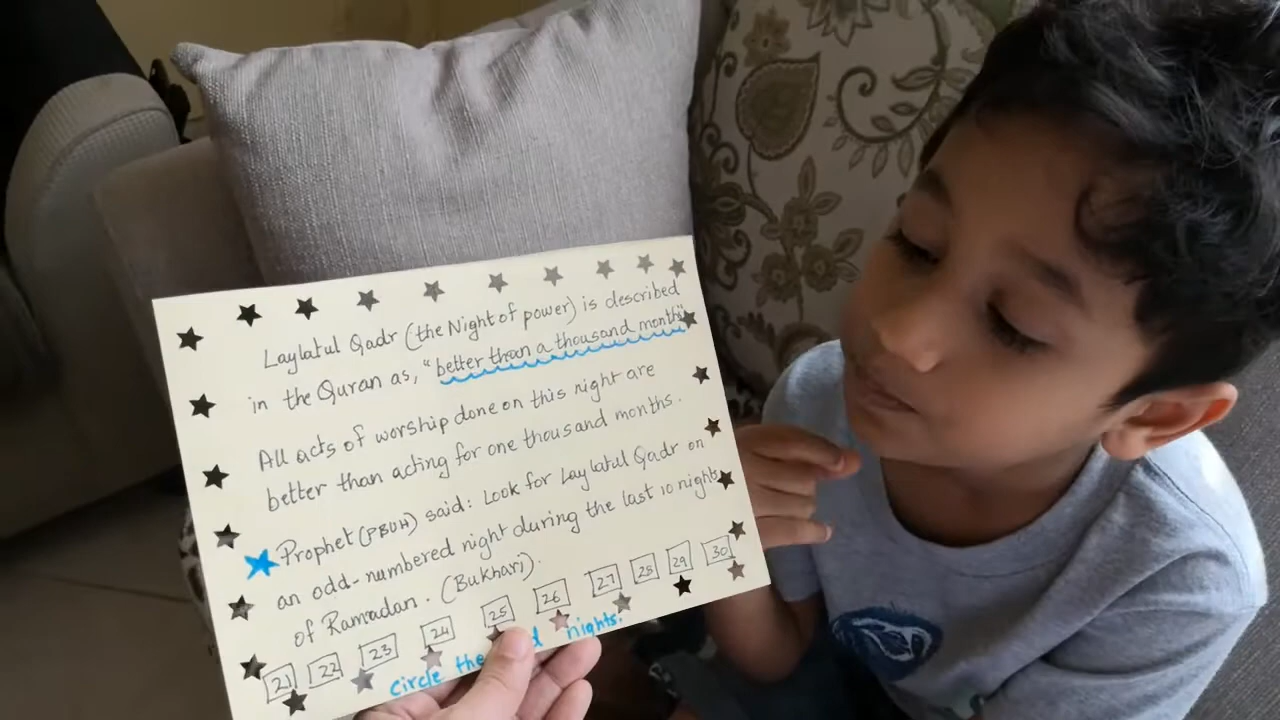 Laylatul Qadr (the Night of power) is described
in the Quran as, "better than a thousand months"
All acts of worship done on this night are
better than acting for one thousand months.
Prophet (PBUH) said: Look for Laylatul Qadr on
an odd-numbered night during the last 10 nights
of Ramadan. (Bukhari).
21 22 23 24 25 26 27 28 29 30
circle the nights.